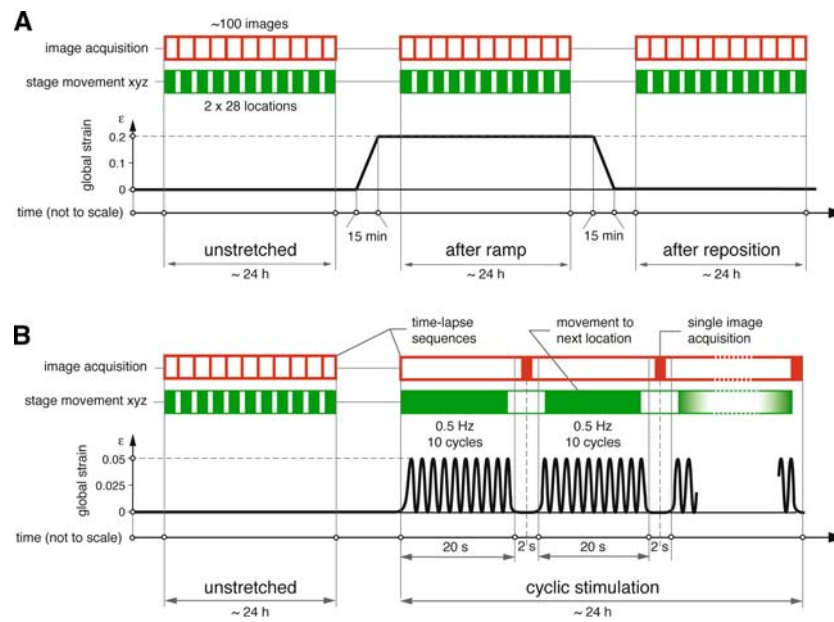 A
~100 images
image acquisition
stage movement xyz
2 x 28 locations
ε
global strain
0.2
0.1
0
time (not to scale)
15 min
15 min
unstretched
after ramp
after reposition
~ 24 h
~ 24 h
~ 24 h
B
time-lapse
sequences
movement to
next location
single image
acquisition
image acquisition
stage movement xyz
0.5 Hz
10 cycles
0.5 Hz
10 cycles
ε
global strain
0.05
0.025
0
time (not to scale)
20 s
2 s
20 s
2 s
unstretched
cyclic stimulation
~ 24 h
~ 24 h